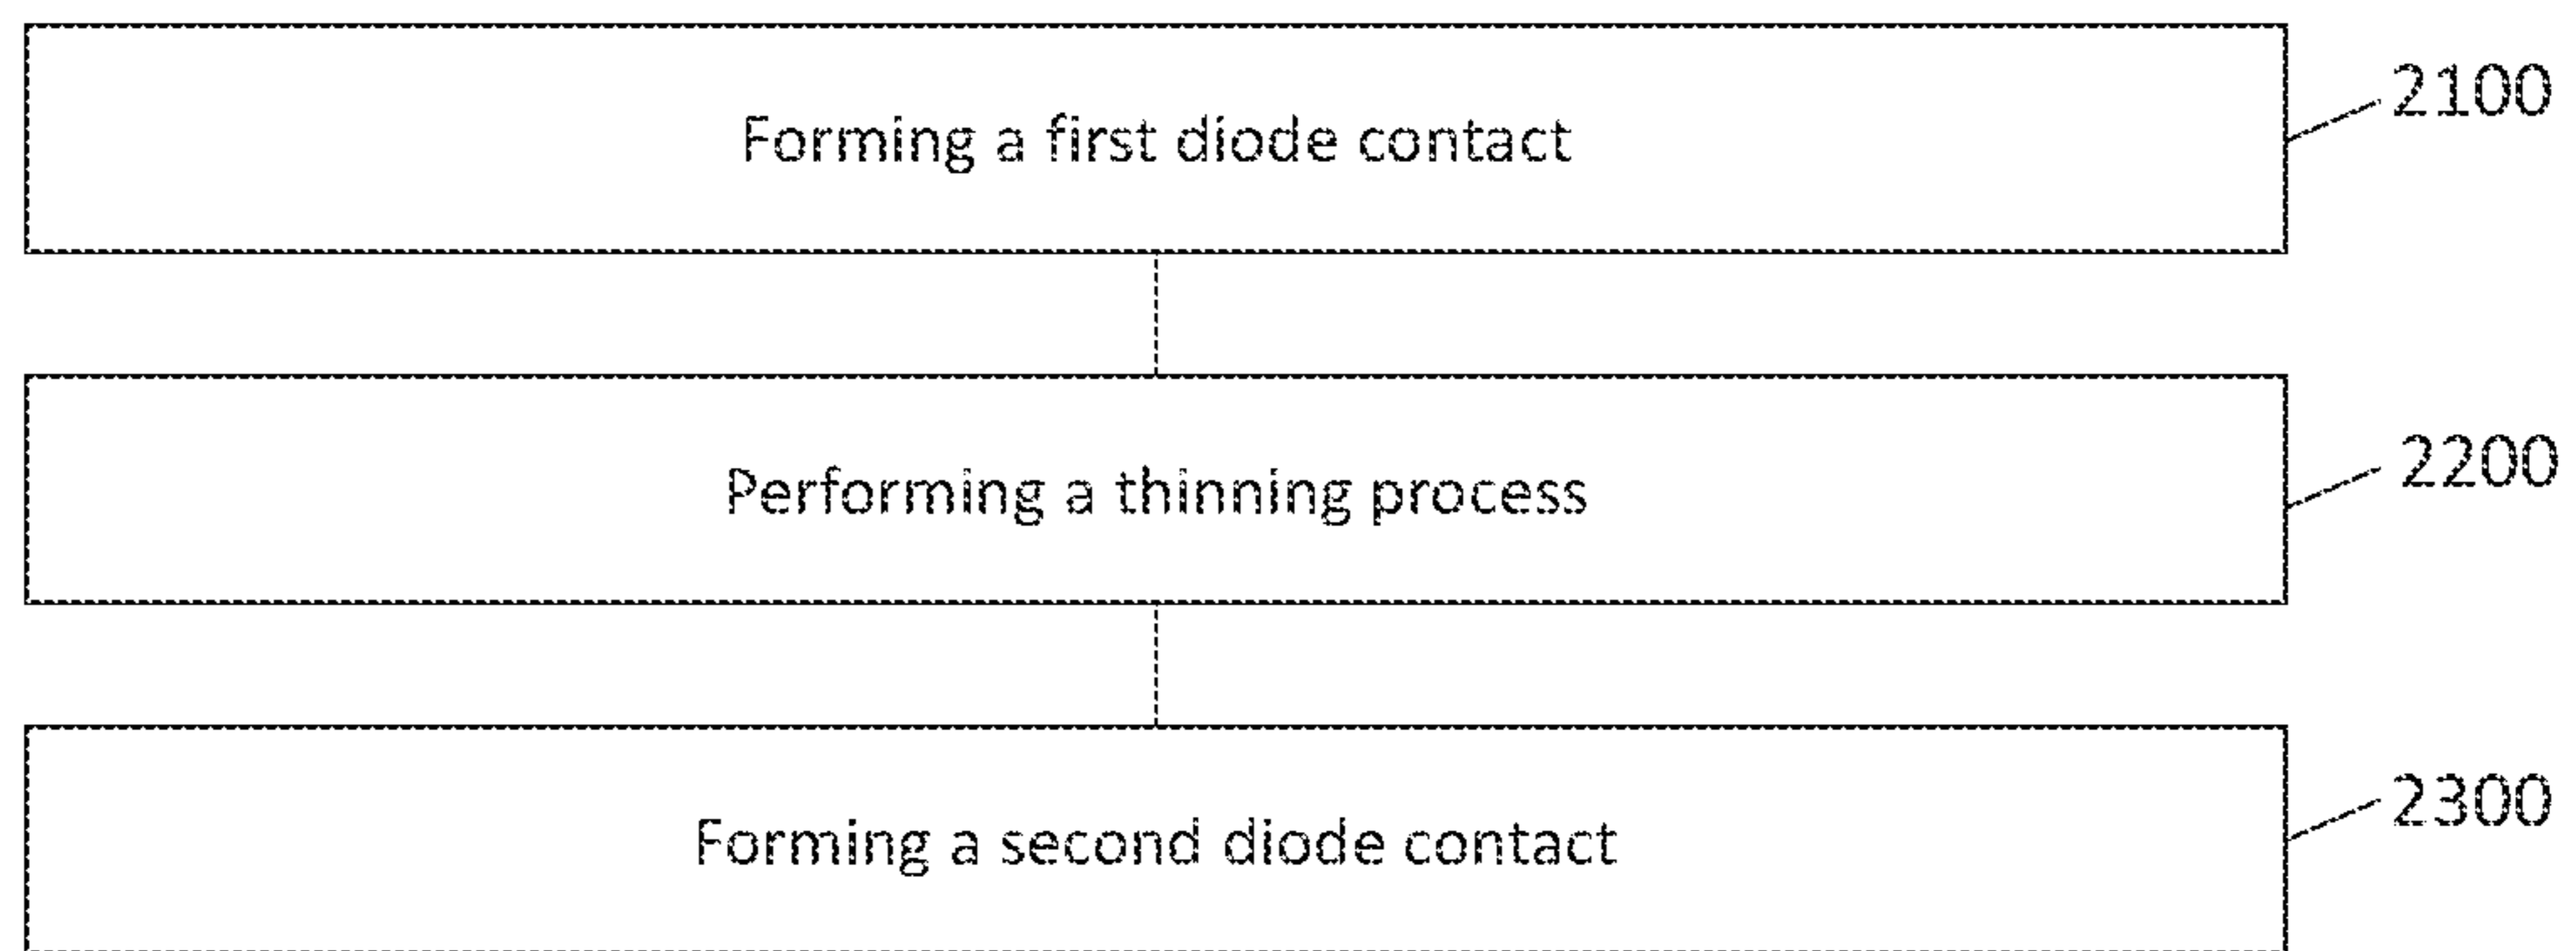 Forming a first diode contact
2100
Performing a thinning process
2200
Forming a second diode contact
2300